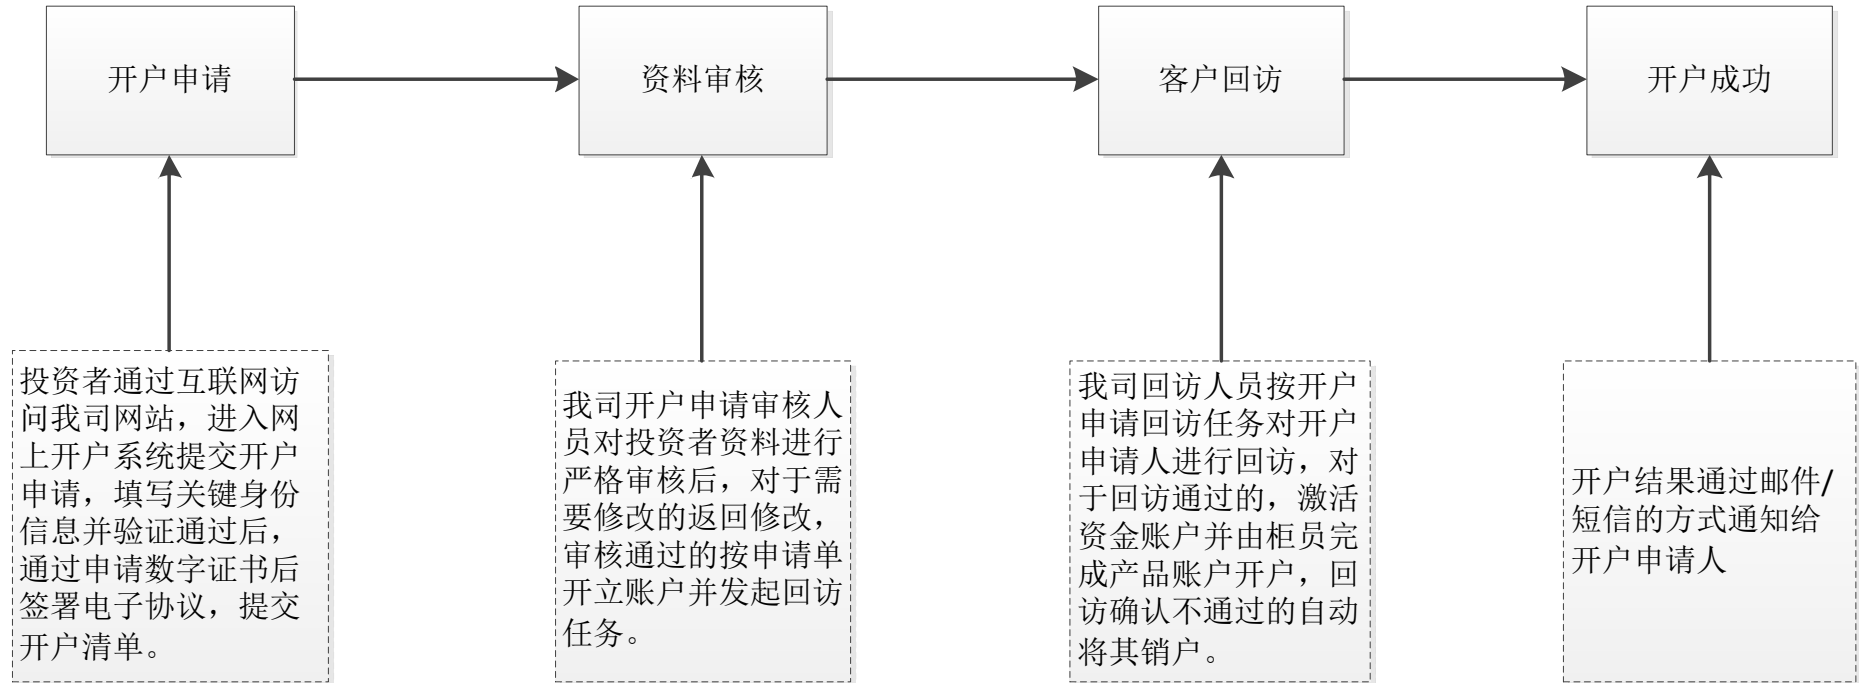 开户申请
资料审核
客户回访
开户成功
投资者通过互联网访
问我司网站，进入网
上开户系统提交开户
申请，填写关键身份
信息并验证通过后，
通过申请数字证书后
签署电子协议，提交
开户清单。
我司开户申请审核人
员对投资者资料进行
严格审核后，对于需
要修改的返回修改，
审核通过的按申请单
开立账户并发起回访
任务。
我司回访人员按开户
申请回访任务对开户
申请人进行回访，对
于回访通过的，激活
资金账户并由柜员完
成产品账户开户，回
访确认不通过的自动
将其销户。
开户结果通过邮件/
短信的方式通知给
开户申请人